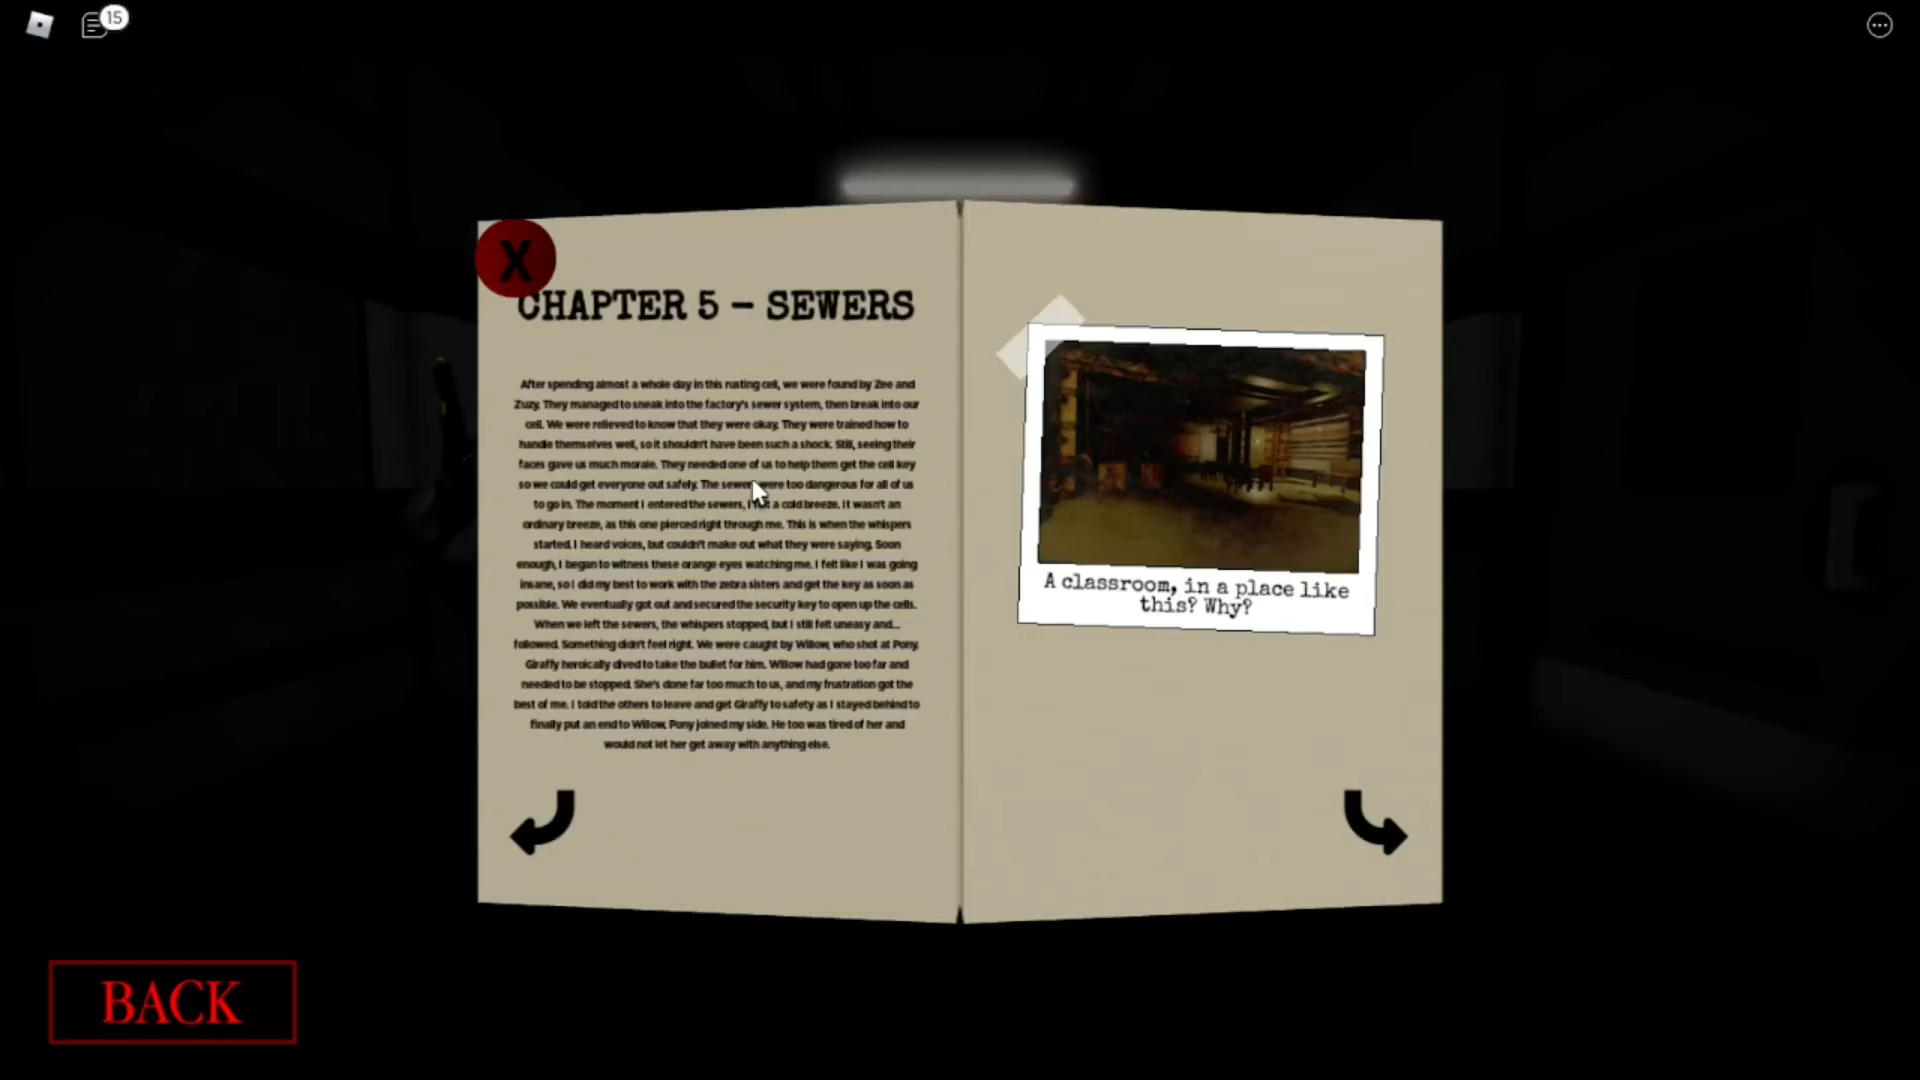 15
X
CHAPTER 5 - SEWERS
After spending almost a whole day in this rusting cell, we were found by Zee and
Zuzy. They managed to sneak into the factory's sewer system, then break into our
cell. We were relieved to know that they were okay. They were trained how to
handle themselves well, so it shouldn't have been such a shock. Still, seeing their
faces gave us much morale. They needed one of us to help them get the cell key
so we could get everyone out safely. The sewers were too dangerous for all of us
to go in. The moment I entered the sewers, I felt a cold breeze. It wasn't an
ordinary breeze, as this one pierced right through me. This is when the whispers
started. I heard voices, but couldn't make out what they were saying. Soon
enough, I began to witness these orange eyes watching me. I felt like I was going
insane, so I did my best to work with the zebra sisters and get the key as soon as
possible. We eventually got out and secured the security key to open up the cells.
When we left the sewers, the whispers stopped, but I still felt uneasy and...
followed. Something didn't feel right. We were caught by Willow, who shot at Pony.
Giraffy heroically dived to take the bullet for him. Willow had gone too far and
needed to be stopped. She's done far too much to us, and my frustration got the
best of me. I told the others to leave and get Giraffy to safety as I stayed behind to
finally put an end to Willow. Pony joined my side. He too was tired of her and
would not let her get away with anything else.
A classroom, in a place like
this? Why?
BACK